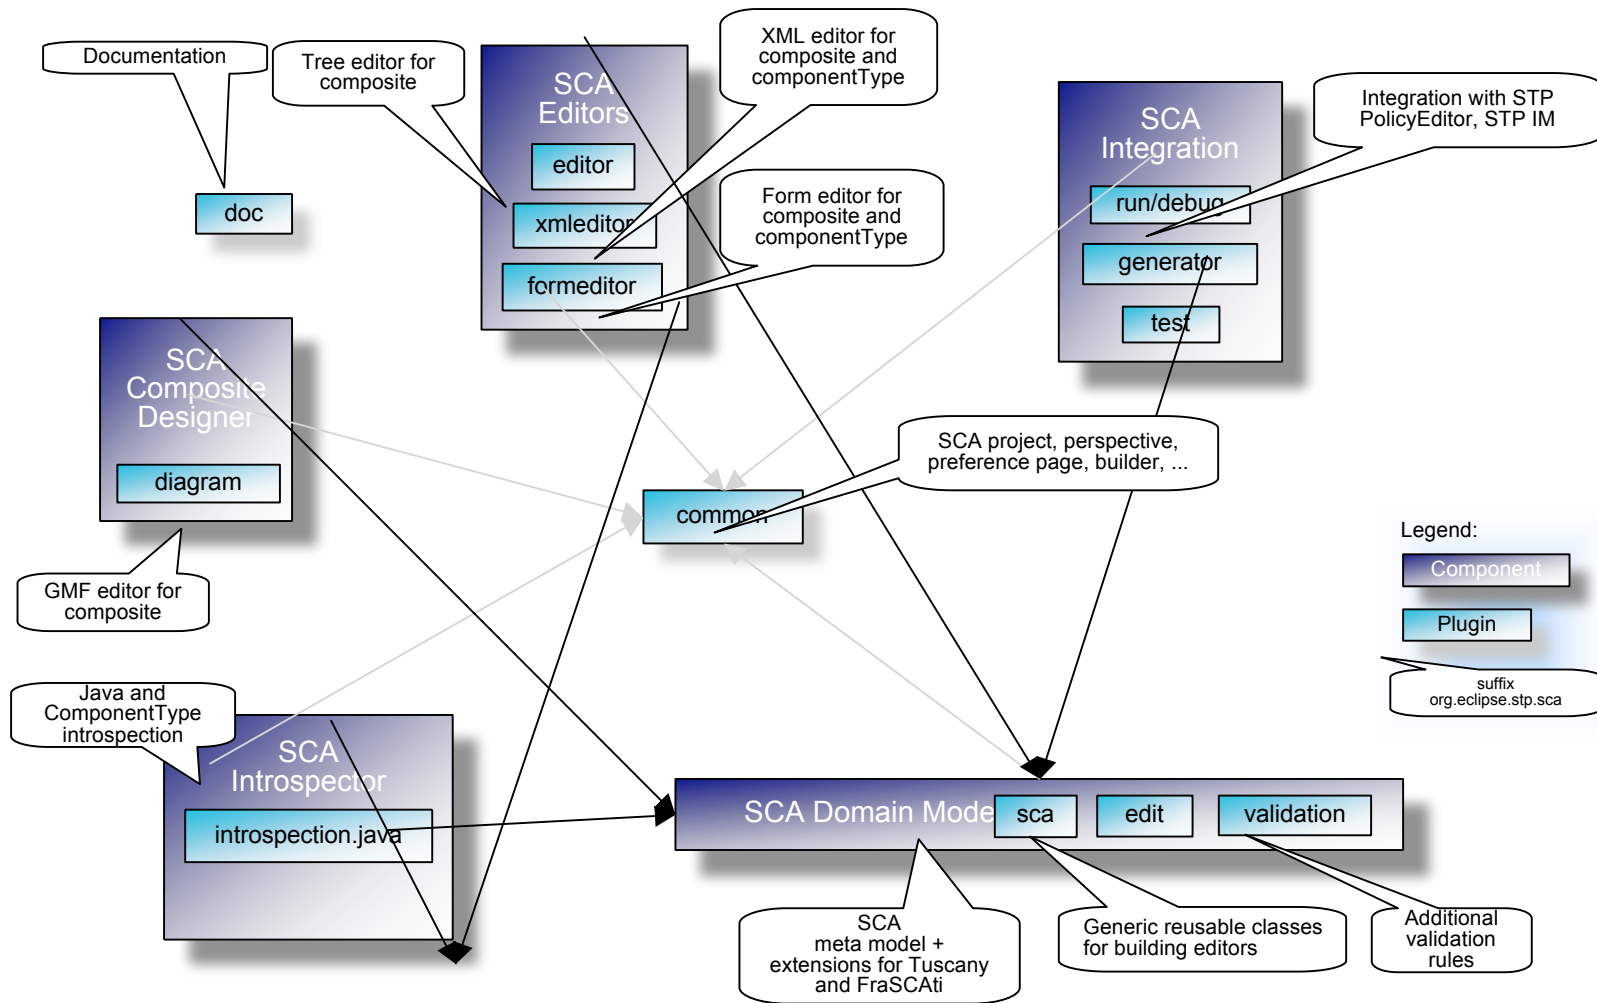 Documentation
doc
Tree editor for
composite
SCA
Editors
editor
xmleditor
formeditor
XML editor for
composite and
componentType
Form editor for
composite and
componentType
SCA
Integration
run/debug
generator
test
Integration with STP
PolicyEditor, STP IM
SCA
Composite
Designer
diagram
GMF editor for
composite
SCA project, perspective,
preference page, builder, ...
common
Legend:
Component
Plugin
suffix
org.eclipse.stp.sca
Java and
ComponentType
introspection
SCA
Introspector
introspection.java
SCA Domain Mode
sca
edit
validation
SCA
meta model +
extensions for Tuscany
and FraSCAti
Generic reusable classes
for building editors
Additional
validation
rules